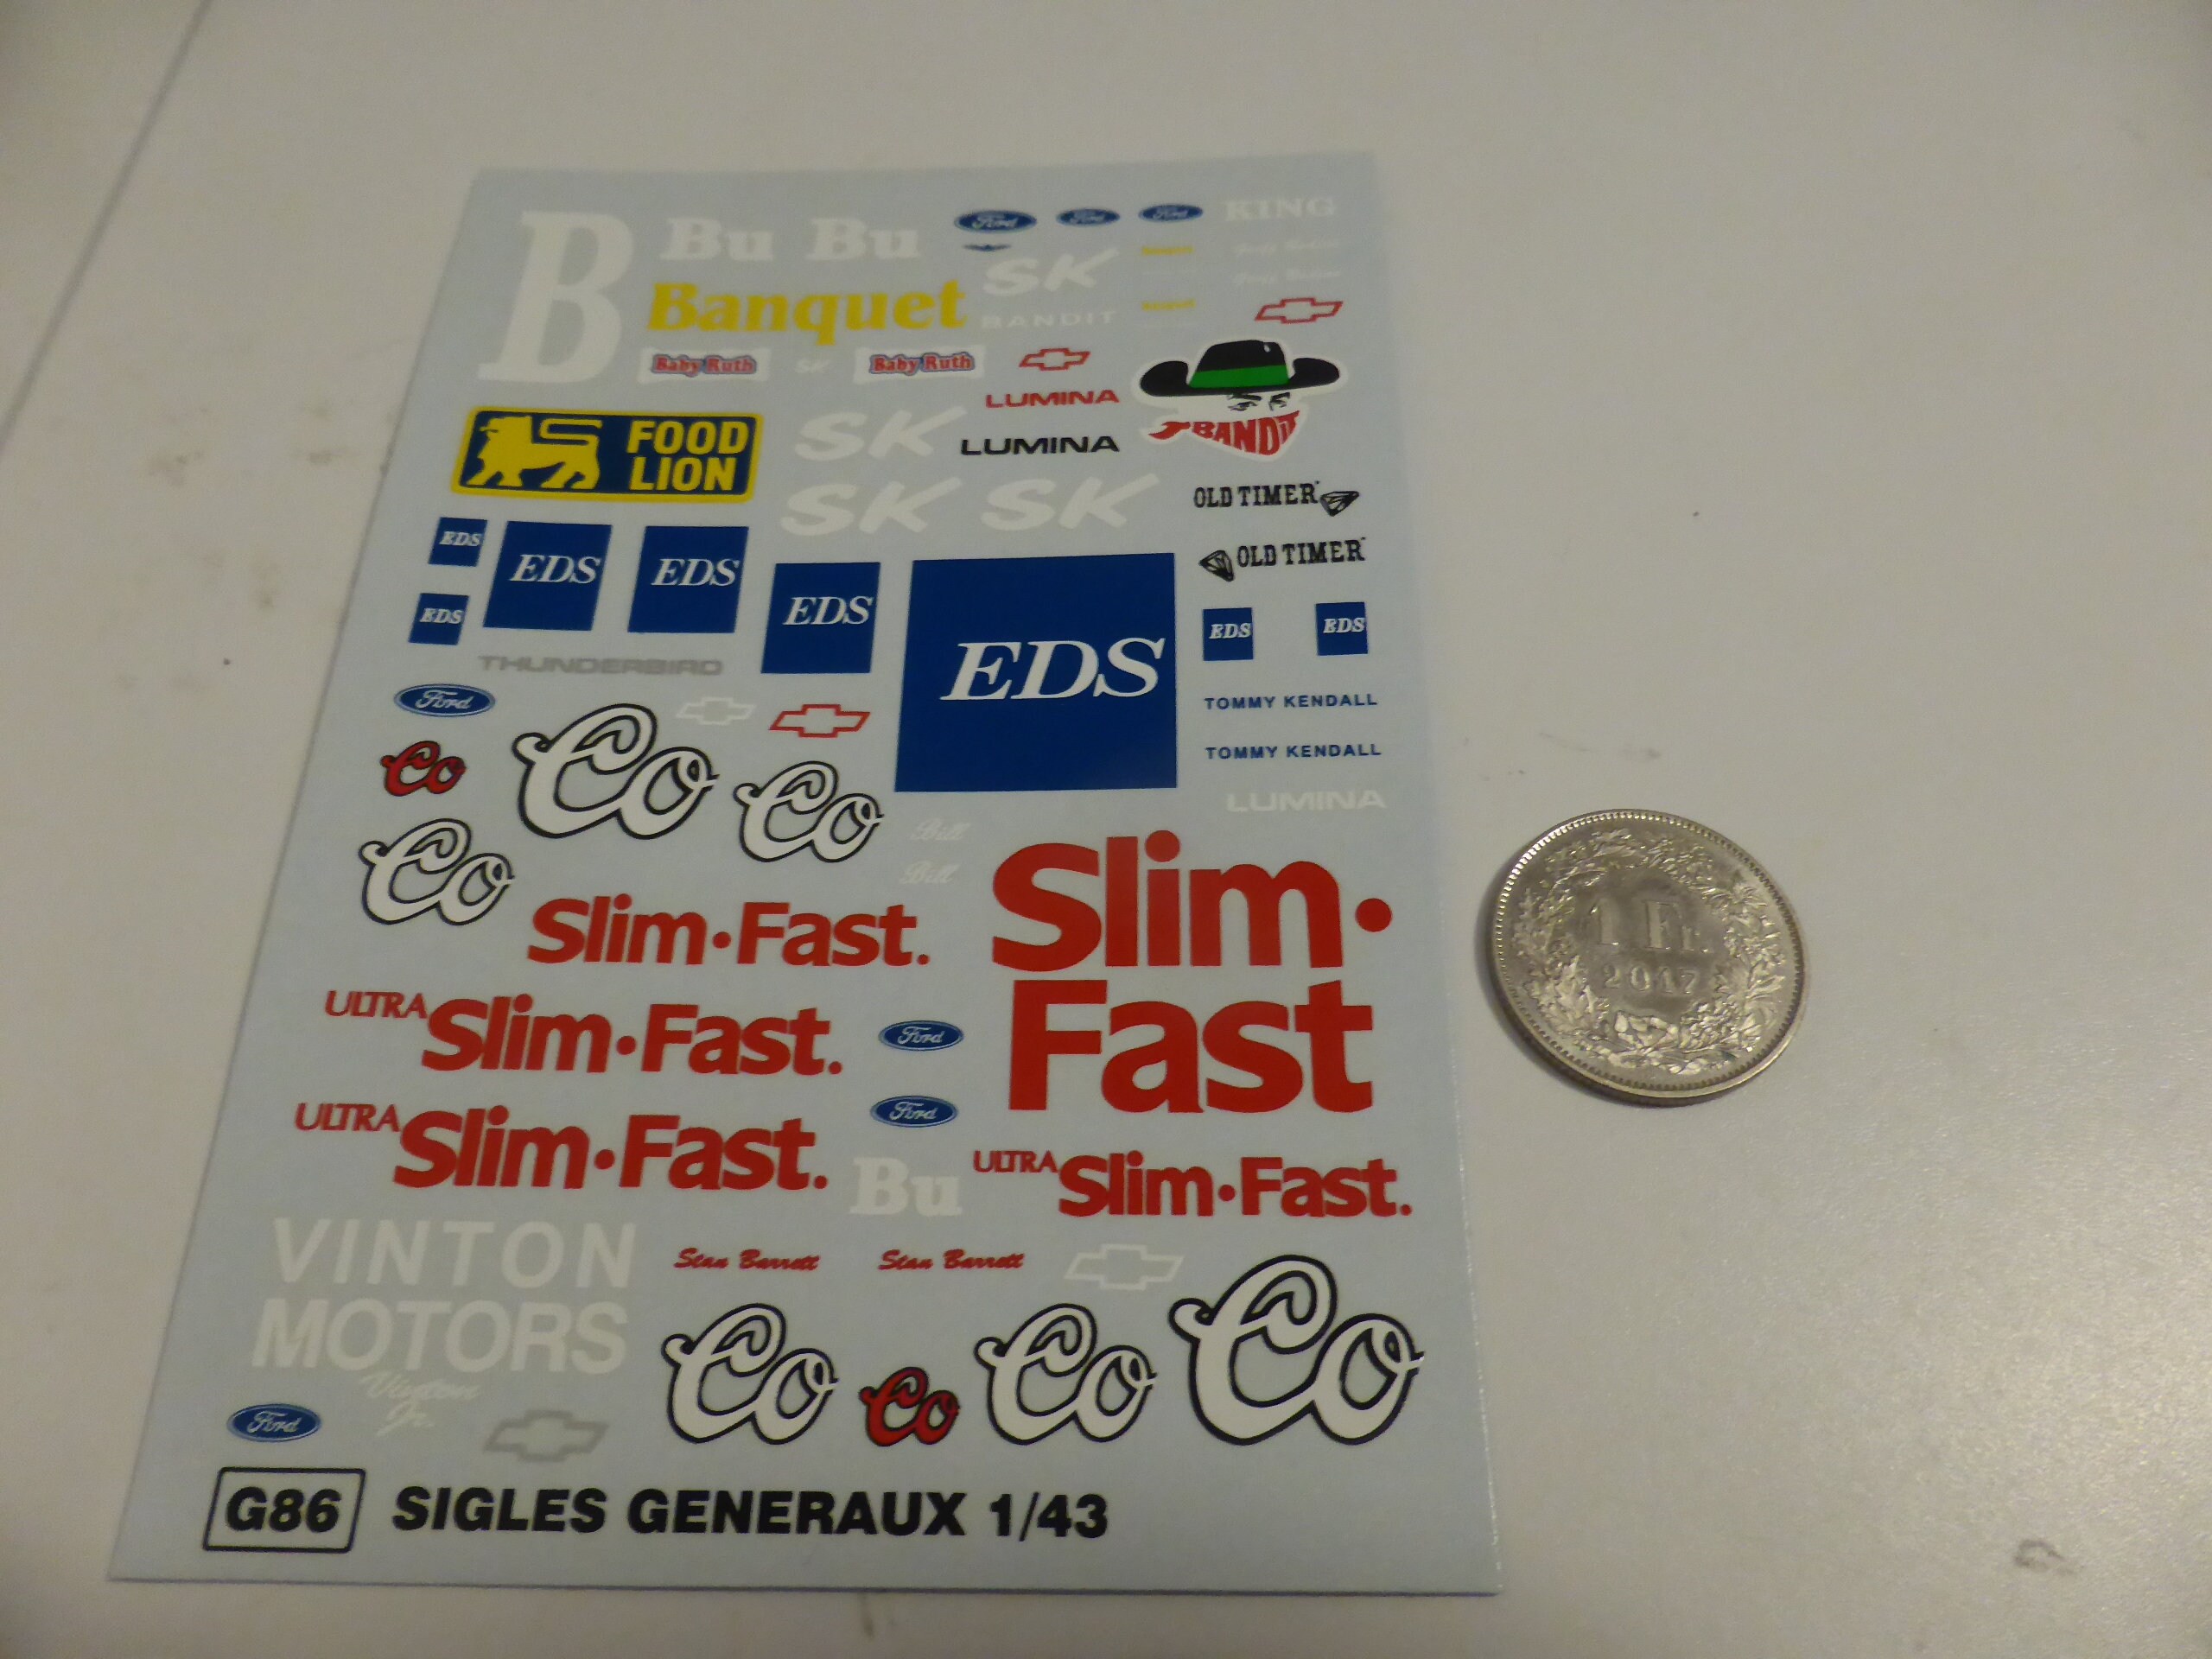 B
Bu Bu
Ford Ford Ford KING
SK
Banquet
BANDIT
Baby Ruth SK Baby Ruth
LUMINA
BANDIT
FOOD
LION
SK
LUMINA
SK SK
OLD TIMER
OLD TIMER
EDS EDS EDS EDS EDS EDS EDS
EDS
THUNDERBIRD
Ford
TOMMY KENDALL
TOMMY KENDALL
LUMINA
Co Co Co
Co
Bill
Bill
Slim·
Fast
Slim·Fast.
ULTRA Slim·Fast.
Ford
Ford
ULTRA Slim·Fast.
Bu
ULTRA Slim·Fast.
VINTON
MOTORS
Vinton
Jr.
Stan Barrett Stan Barrett
Co Co Co Co
Ford
G86 SIGLES GENERAUX 1/43
1 Fr.
2017